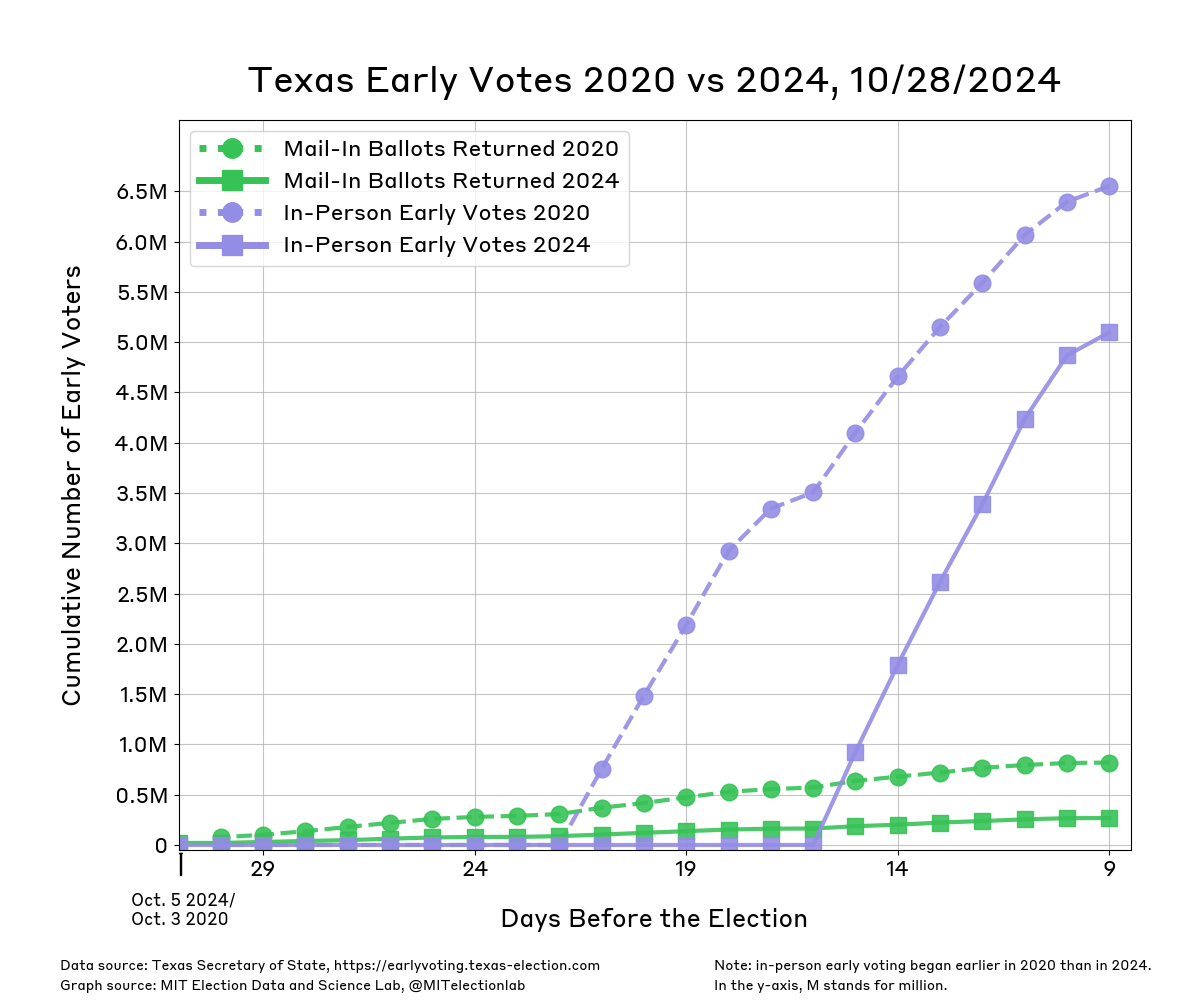 Texas Early Votes 2020 vs 2024, 10/28/2024
Mail-In Ballots Returned 2020
Mail-In Ballots Returned 2024
In-Person Early Votes 2020
In-Person Early Votes 2024
Cumulative Number of Early Voters
6.5M
6.0M
5.5M
5.0M
4.5M
4.0M
3.5M
3.0M
2.5M
2.0M
1.5M
1.0M
0.5M
0
29 24 19 14 9
Oct. 5 2024/
Oct. 3 2020
Days Before the Election
Data source: Texas Secretary of State, https://earlyvoting.texas-election.com
Graph source: MIT Election Data and Science Lab, @MITelectionlab
Note: in-person early voting began earlier in 2020 than in 2024.
In the y-axis, M stands for million.